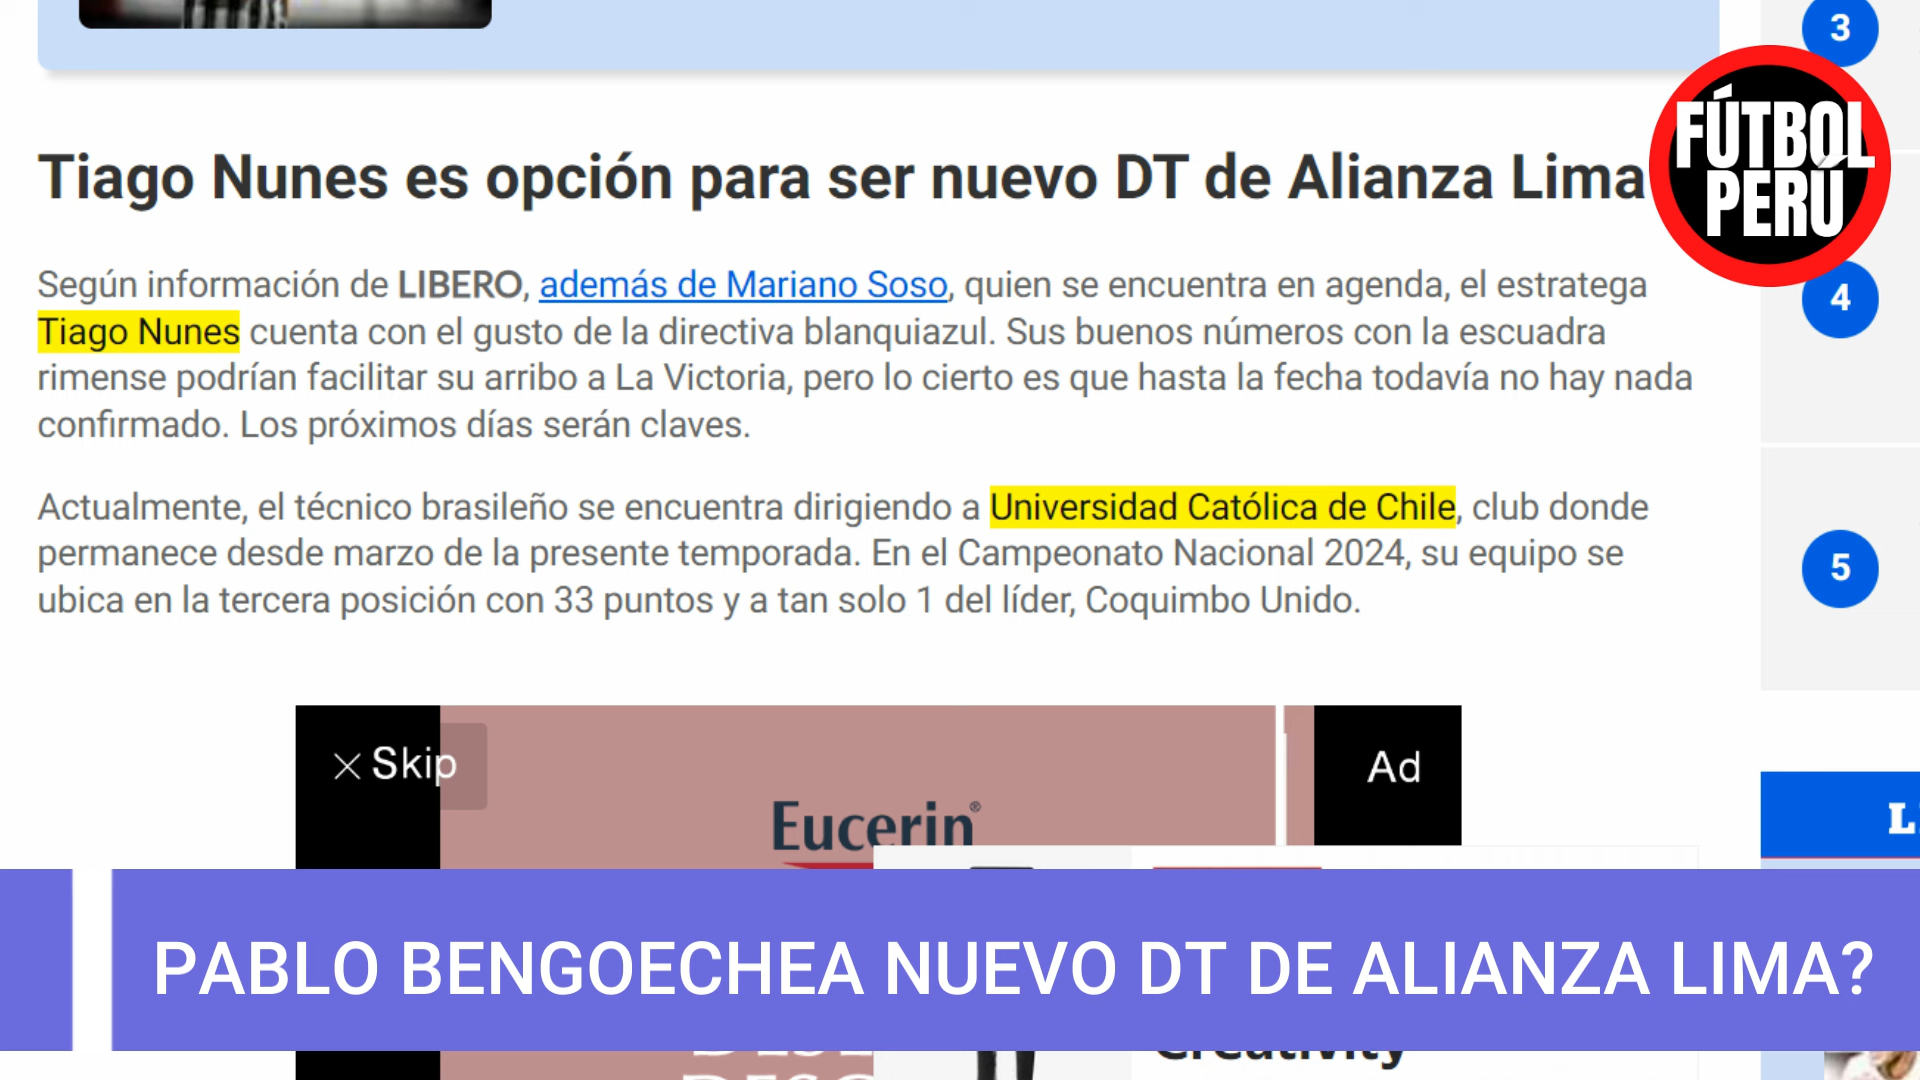 3
FÚTBOL
PERÚ
Tiago Nunes es opción para ser nuevo DT de Alianza Lima
Según información de LIBERO, además de Mariano Soso, quien se encuentra en agenda, el estratega
Tiago Nunes cuenta con el gusto de la directiva blanquiazul. Sus buenos números con la escuadra
rimense podrían facilitar su arribo a La Victoria, pero lo cierto es que hasta la fecha todavía no hay nada
confirmado. Los próximos días serán claves.
4
Actualmente, el técnico brasileño se encuentra dirigiendo a Universidad Católica de Chile, club donde
permanece desde marzo de la presente temporada. En el Campeonato Nacional 2024, su equipo se
ubica en la tercera posición con 33 puntos y a tan solo 1 del líder, Coquimbo Unido.
5
× Skip
Ad
Eucerin®
PABLO BENGOECHEA NUEVO DT DE ALIANZA LIMA?
Creativity